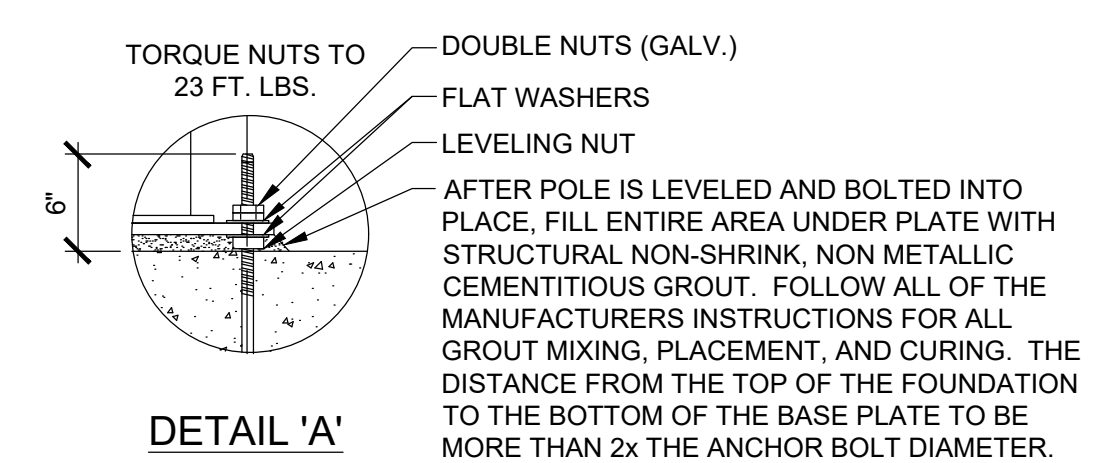 TORQUE NUTS TO
23 FT. LBS.
DOUBLE NUTS (GALV.)
FLAT WASHERS
LEVELING NUT
6"
AFTER POLE IS LEVELED AND BOLTED INTO
PLACE, FILL ENTIRE AREA UNDER PLATE WITH
STRUCTURAL NON-SHRINK, NON METALLIC
CEMENTITIOUS GROUT. FOLLOW ALL OF THE
MANUFACTURERS INSTRUCTIONS FOR ALL
GROUT MIXING, PLACEMENT, AND CURING. THE
DISTANCE FROM THE TOP OF THE FOUNDATION
TO THE BOTTOM OF THE BASE PLATE TO BE
MORE THAN 2x THE ANCHOR BOLT DIAMETER.
DETAIL 'A'